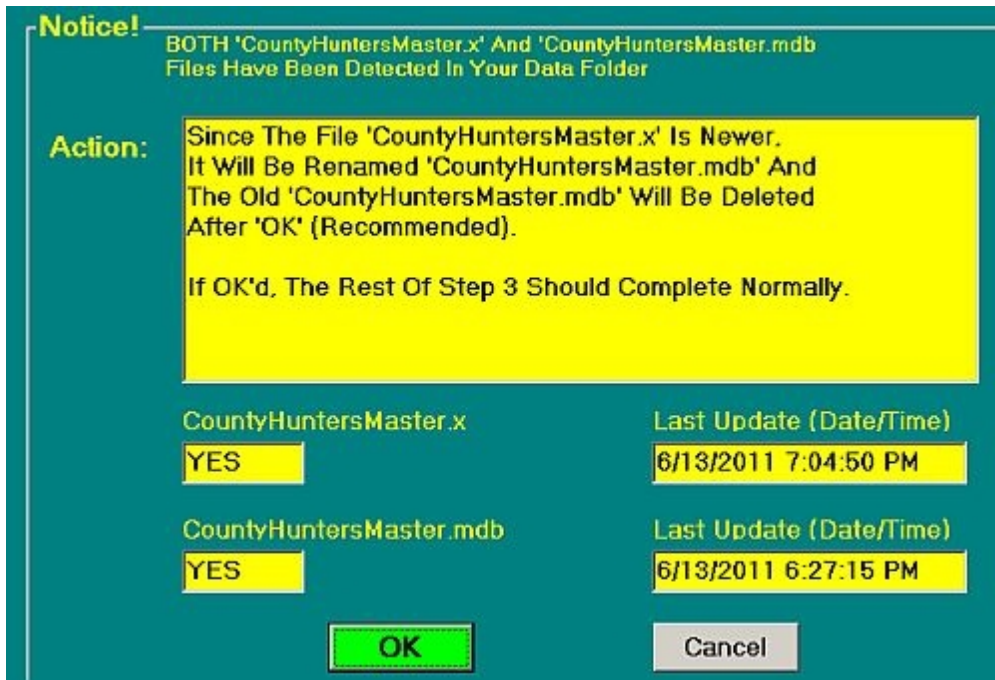 Notice!
BOTH 'CountyHuntersMaster.x' And 'CountyHuntersMaster.mdb
Files Have Been Detected In Your Data Folder
Action:
Since The File 'CountyHuntersMaster.x' Is Newer,
It Will Be Renamed 'CountyHuntersMaster.mdb' And
The Old 'CountyHuntersMaster.mdb' Will Be Deleted
After 'OK' (Recommended).
If OK'd, The Rest Of Step 3 Should Complete Normally.
CountyHuntersMaster.x Last Update (Date/Time)
YES 6/13/2011 7:04:50 PM
CountyHuntersMaster.mdb Last Update (Date/Time)
YES 6/13/2011 6:27:15 PM
OK Cancel